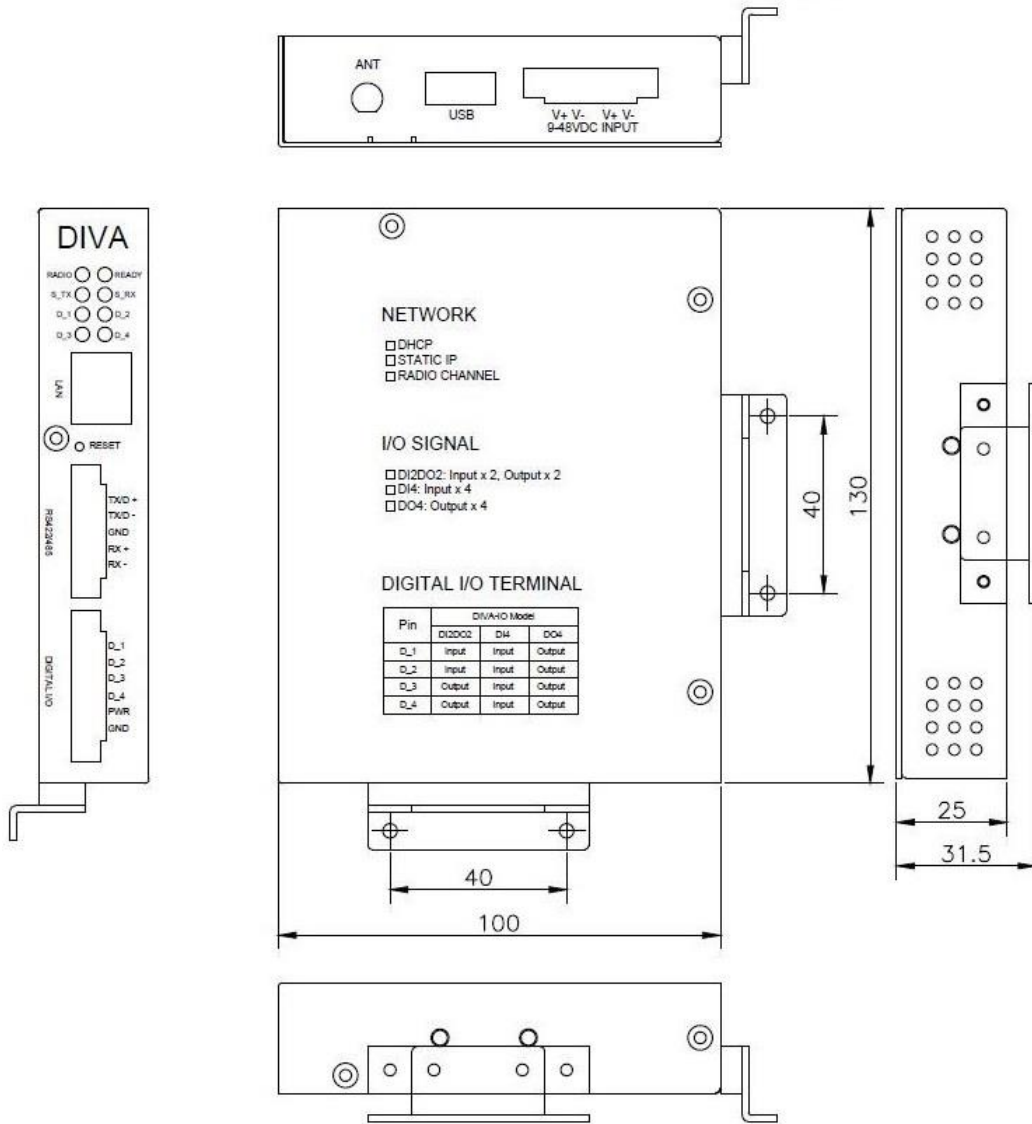 ANT
USB
V+ V- V+ V-
9-48VDC INPUT
DIVA
RADIO READY
S_TX S_RX
D_1 D_2
D_3 D_4
LAN
RESET
RS422/485
TX/D +
TX/D -
GND
RX +
RX -
DIGITAL I/O
D_1
D_2
D_3
D_4
PWR
GND
NETWORK
DHCP
STATIC IP
RADIO CHANNEL
I/O SIGNAL
DI2DO2: Input x 2, Output x 2
DI4: Input x 4
DO4: Output x 4
DIGITAL I/O TERMINAL
Pin DIVA-IO Model
DI2DO2 DI4 DO4
D_1 Input Input Output
D_2 Input Input Output
D_3 Output Input Output
D_4 Output Input Output
40
130
40
100
25
31.5